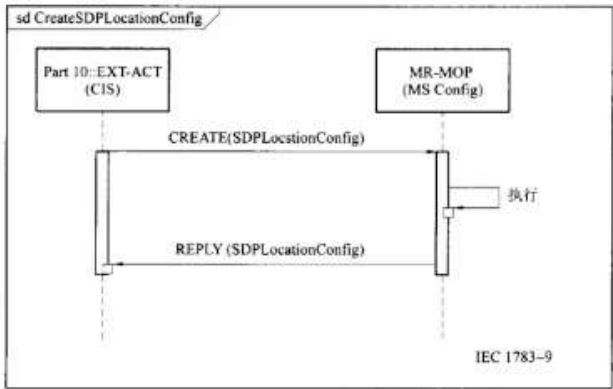 sd CreateSDPLocationConfig
Part 10::EXT-ACT
(CIS)
MR-MOP
(MS Config)
CREATE(SDPLocstionConfig)
执行
REPLY (SDPLocationConfig)
IEC 1783-9